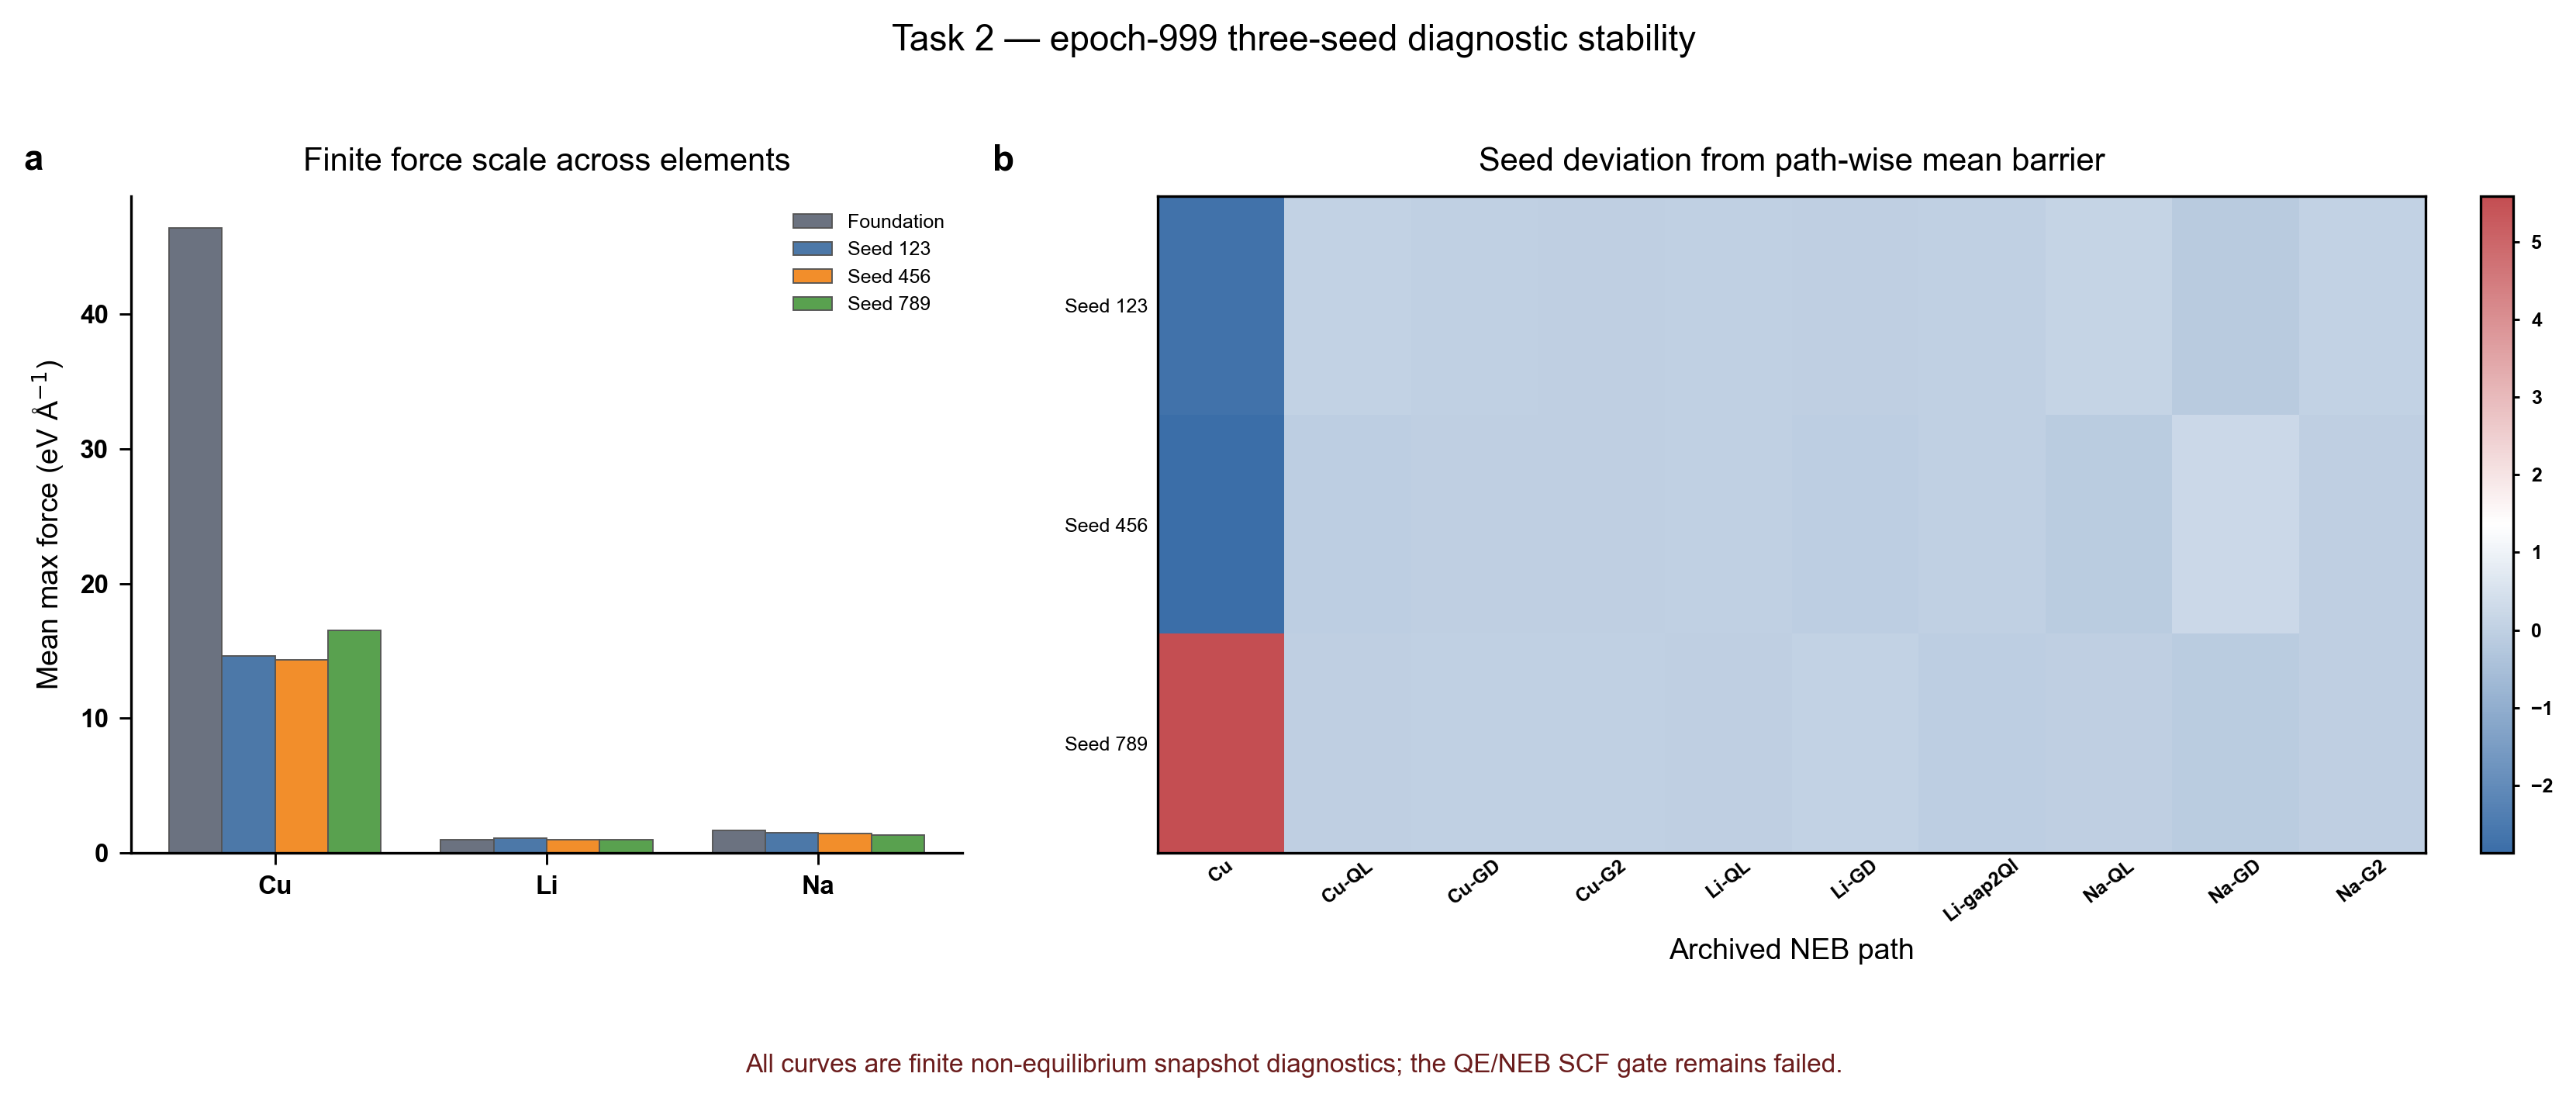 Task 2 — epoch-999 three-seed diagnostic stability
a
Finite force scale across elements
Mean max force (eV Å⁻¹)
40
30
20
10
0
Cu
Li
Na
Foundation
Seed 123
Seed 456
Seed 789
b
Seed deviation from path-wise mean barrier
Seed 123
Seed 456
Seed 789
Cu
Cu-QL
Cu-GD
Cu-G2
Li-QL
Li-GD
Li-gap2Ql
Na-QL
Na-GD
Na-G2
Archived NEB path
5
4
3
2
1
0
−1
−2
All curves are finite non-equilibrium snapshot diagnostics; the QE/NEB SCF gate remains failed.